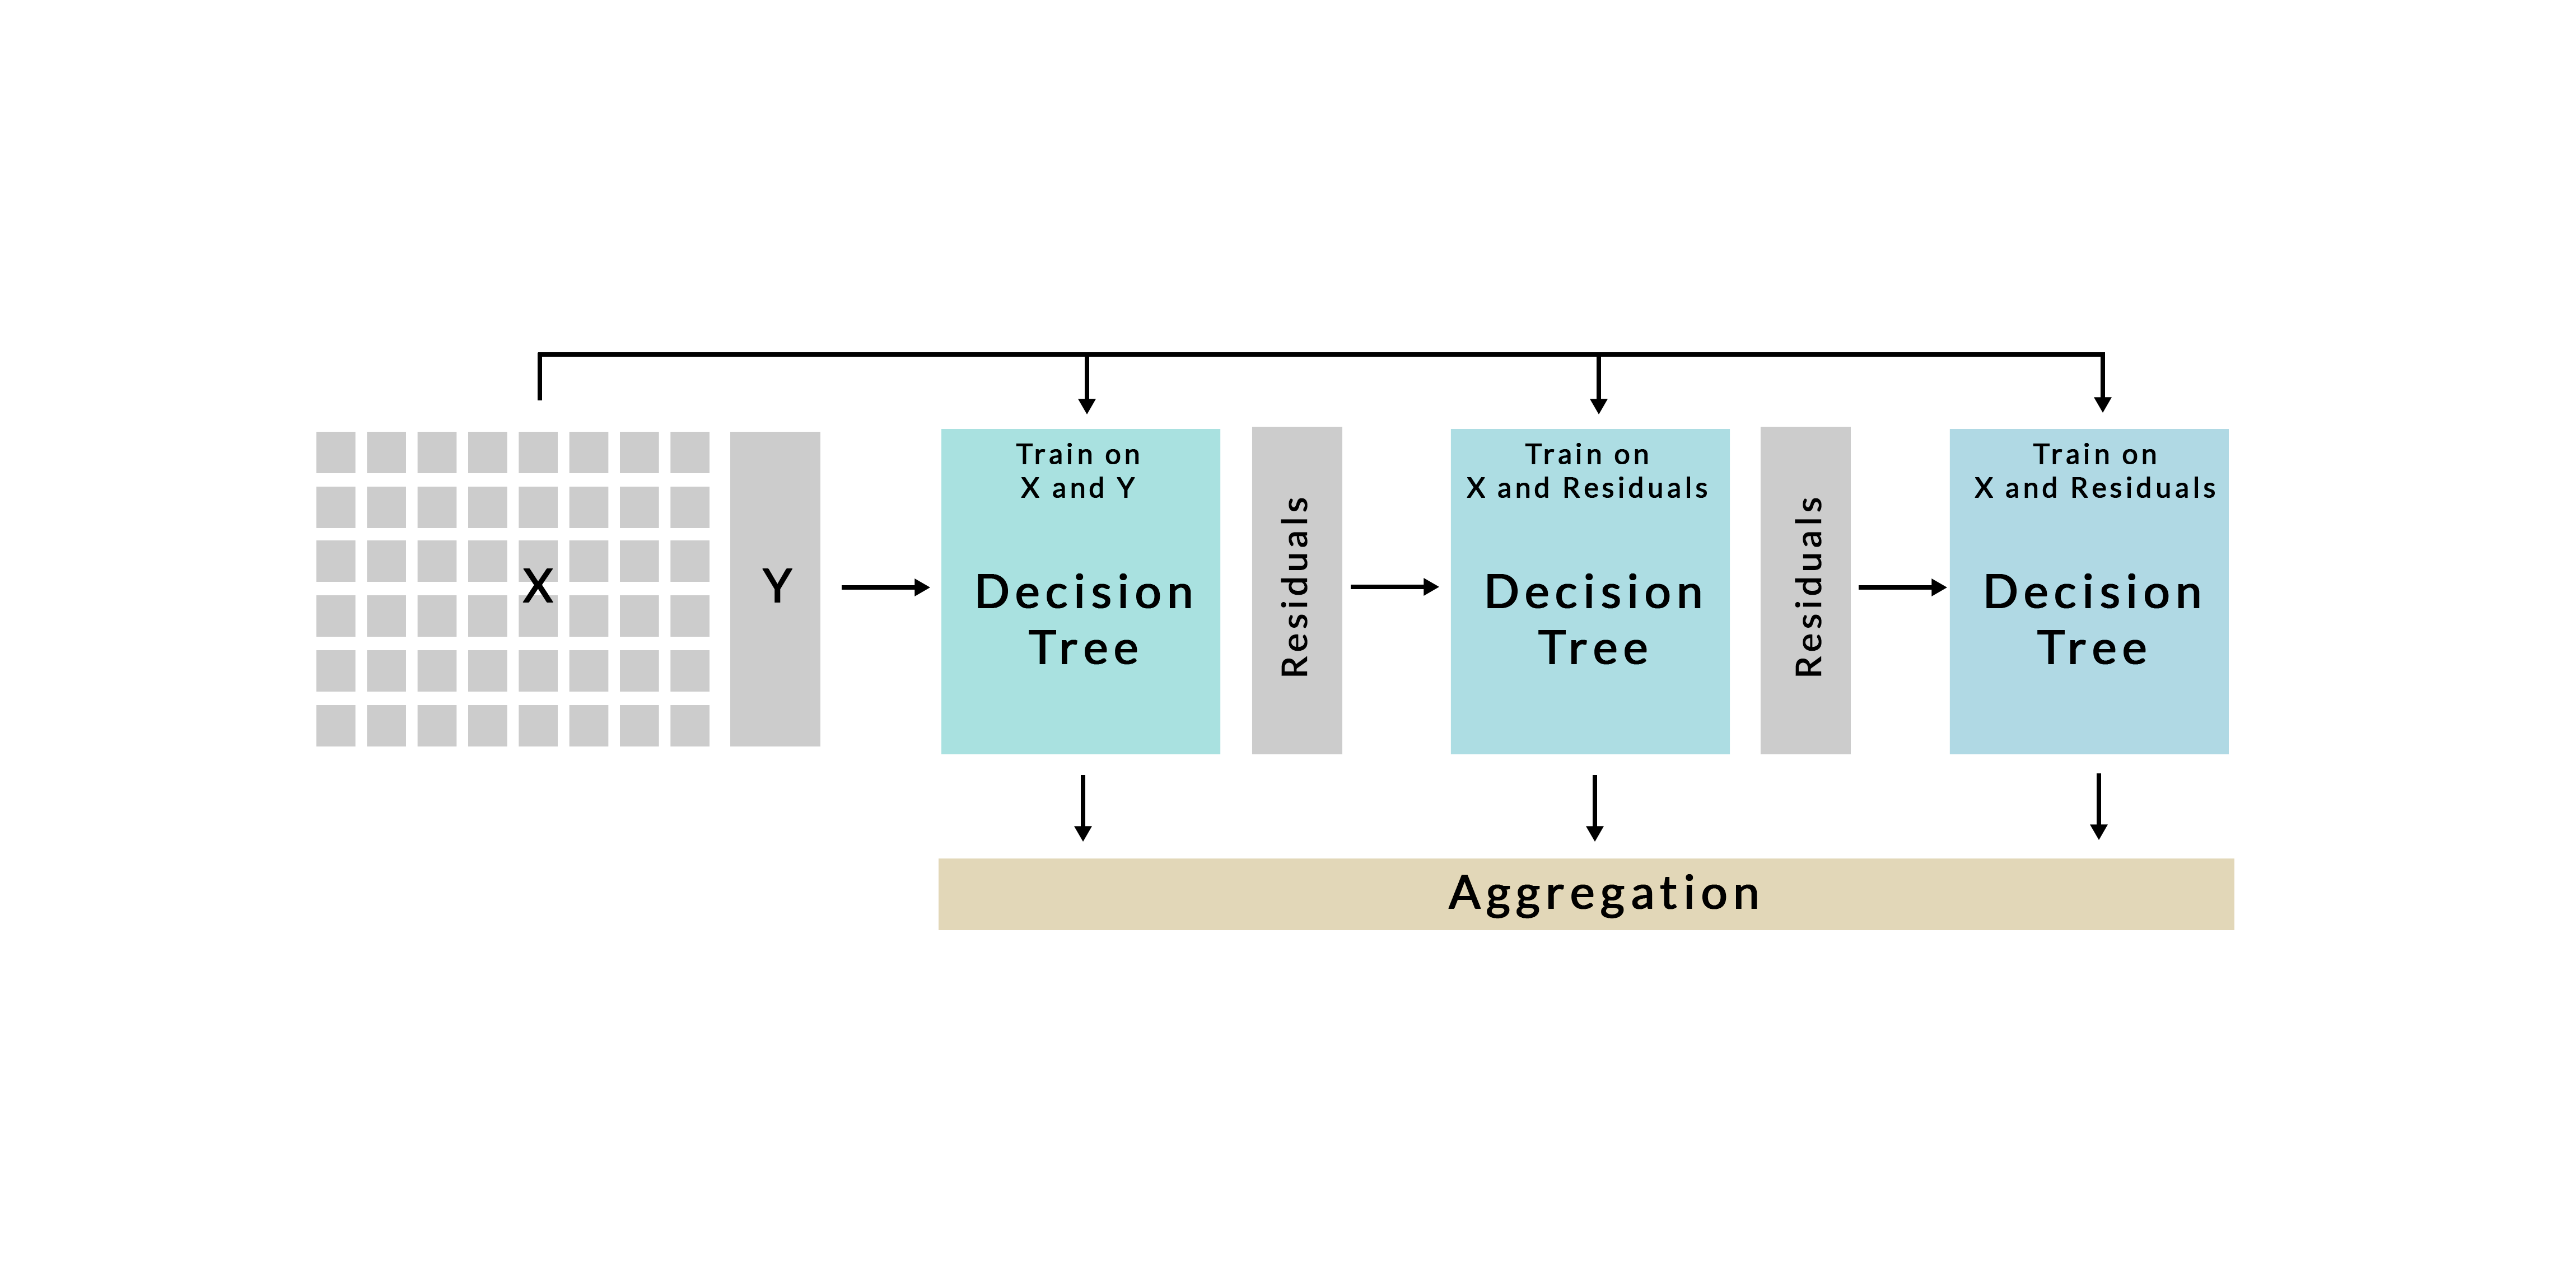 X
Y
Train on
X and Y
Decision
Tree
Residuals
Train on
X and Residuals
Decision
Tree
Residuals
Train on
X and Residuals
Decision
Tree
Aggregation